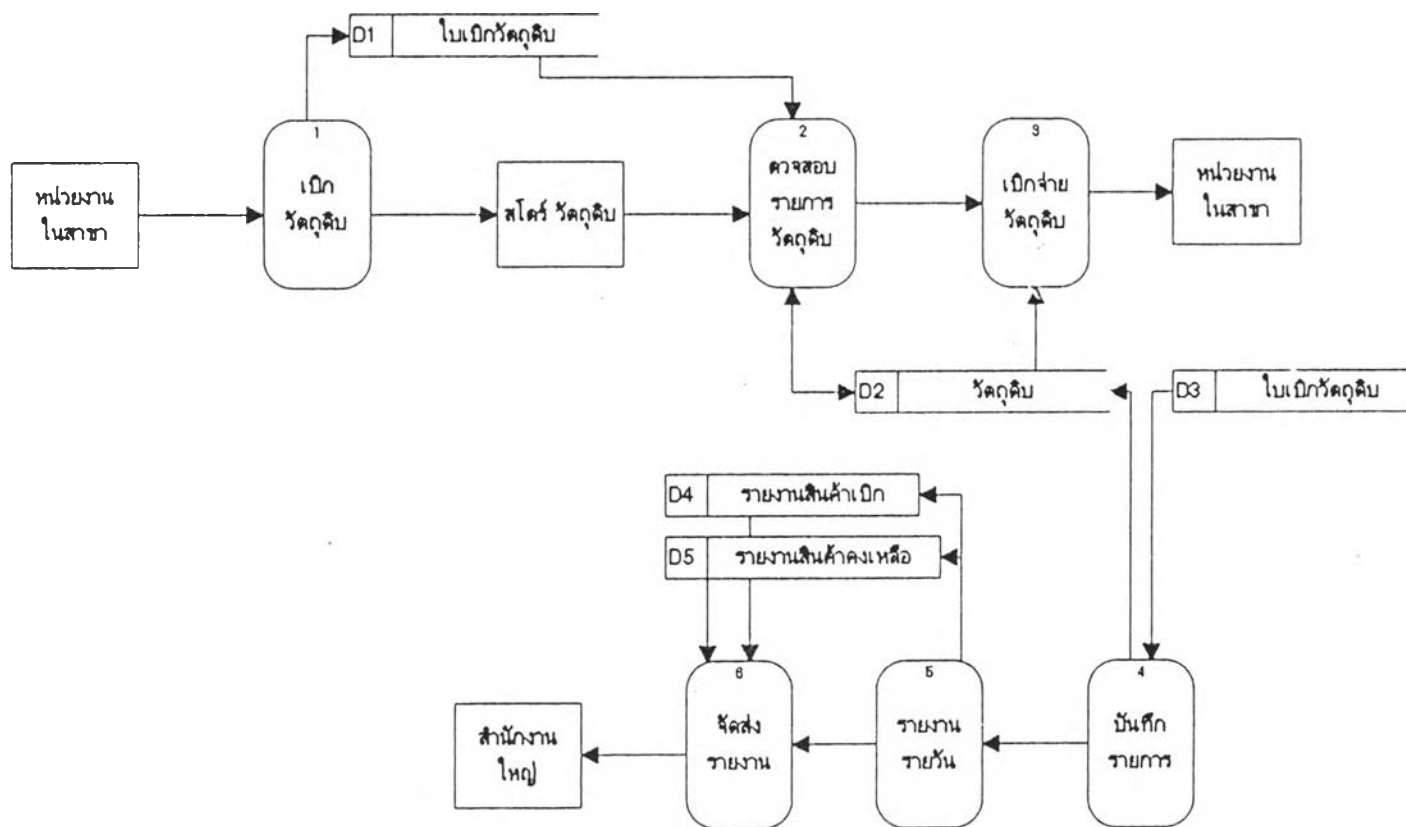 D1 ใบเบิกวัตถุดิบ
1
เบิก
วัตถุดิบ
2
ตวจสอบ
รายการ
วัตถุดิบ
3
เบิกจ่าย
วัตถุดิบ
หน่วยงาน
ในสาขา
สโตร์ วัตถุดิบ
หน่วยงาน
ในสาขา
D2 วัตถุดิบ
D3 ใบเบิกวัตถุดิบ
D4 รายงานสินค้าเบิก
D5 รายงานสินค้าคงเหลือ
6
จัดส่ง
รายงาน
5
รายงาน
รายวัน
4
บันทึก
รายการ
สำนักงาน
ใหญ่